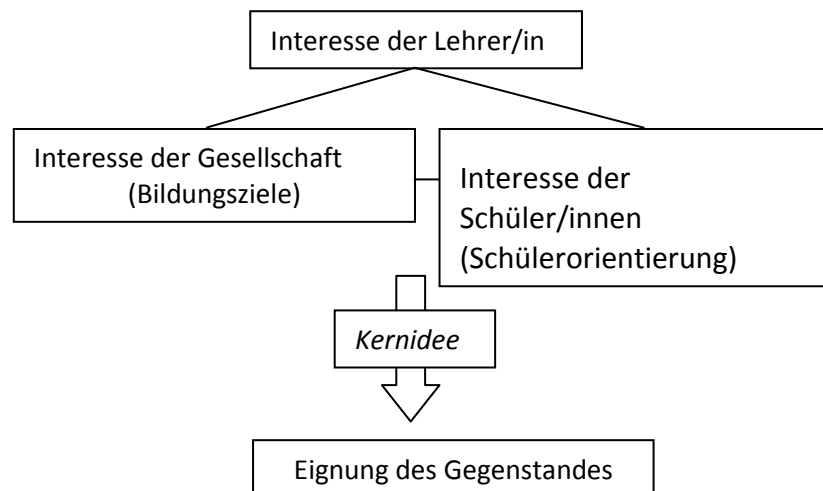 Interesse der Lehrer/in
Interesse der Gesellschaft
(Bildungsziele)
Interesse der
Schüler/innen
(Schülerorientierung)
Kernidee
Eignung des Gegenstandes